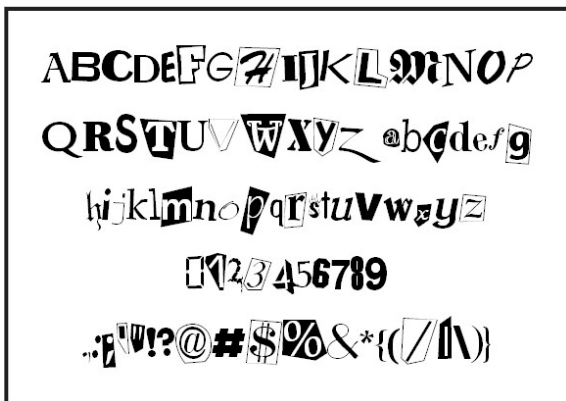 ABCDEFGHIJKLMNOP
QRSTUVWXYZ abcdefg
hijklmnopqrstuvwxyz
0123456789
.,:;"'!?@#$%&*{(/|\)}